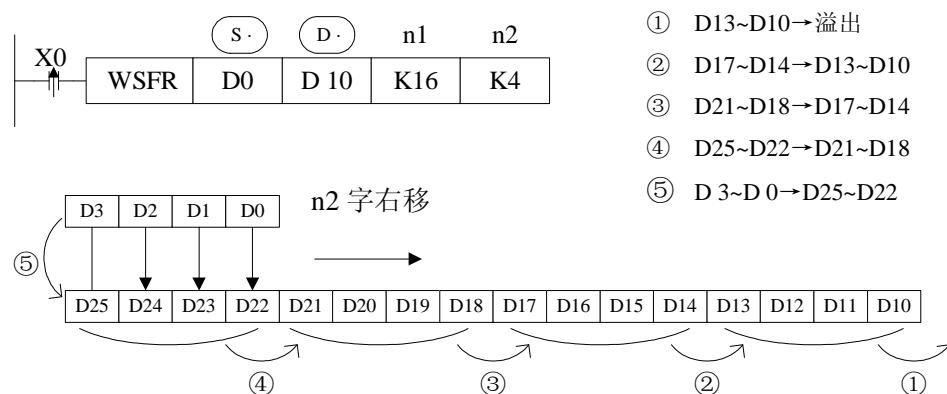 S · D · n1 n2
X0
WSFR D0 D 10 K16 K4
① D13~D10→溢出
② D17~D14→D13~D10
③ D21~D18→D17~D14
④ D25~D22→D21~D18
⑤ D 3~D 0→D25~D22
D3 D2 D1 D0
n2 字右移
⑤
D25 D24 D23 D22 D21 D20 D19 D18 D17 D16 D15 D14 D13 D12 D11 D10
④ ③ ② ①